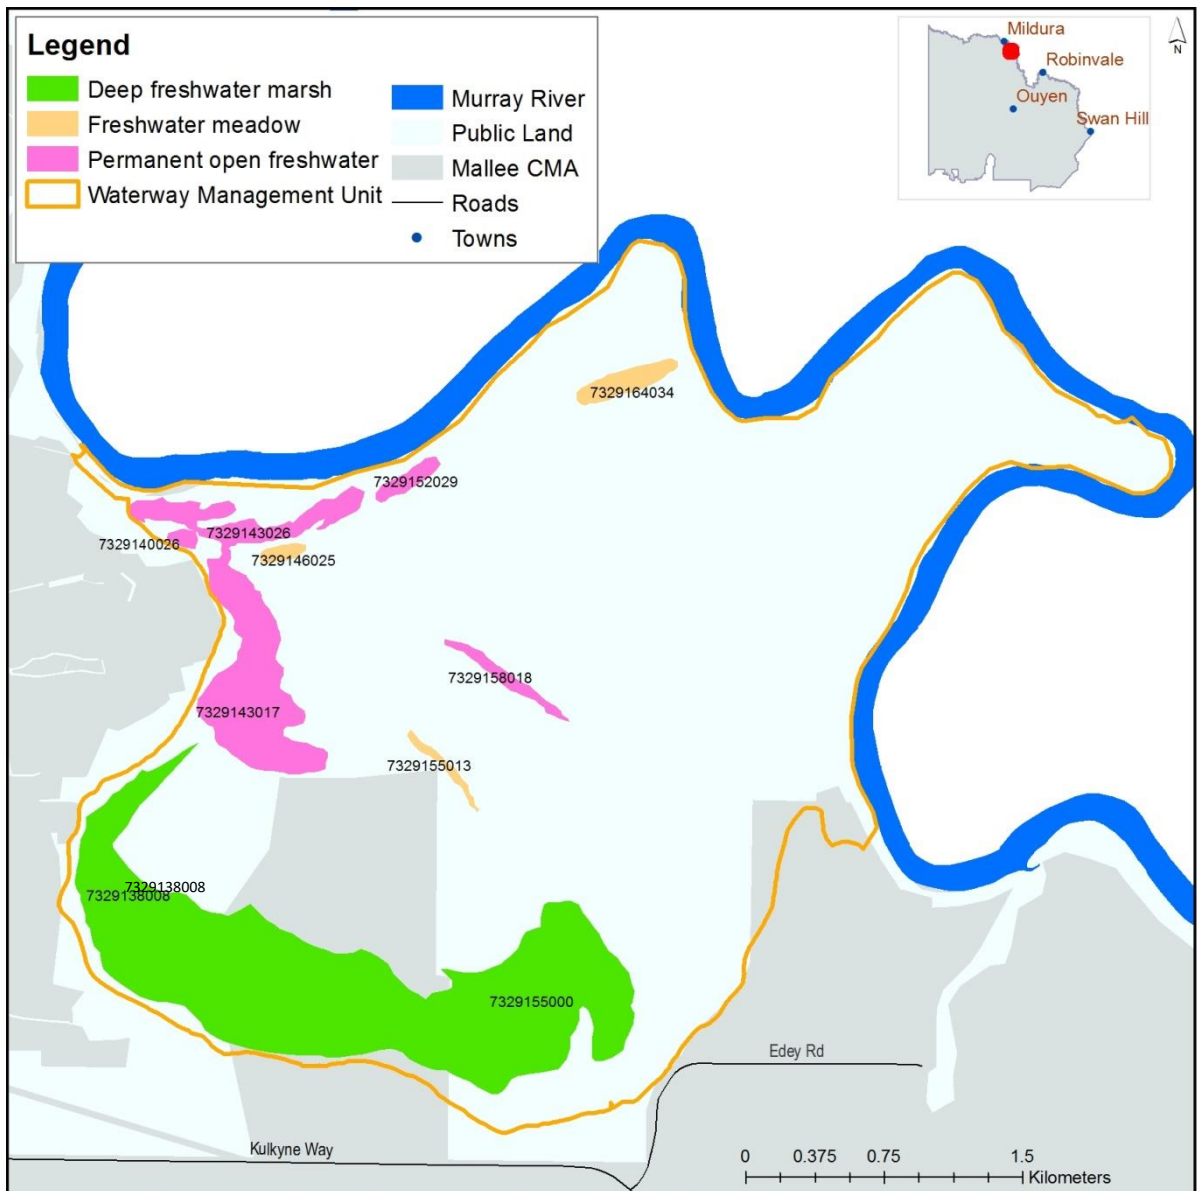 Legend
Deep freshwater marsh
Freshwater meadow
Permanent open freshwater
Waterway Management Unit
Murray River
Public Land
Mallee CMA
Roads
Towns
Mildura
Robinvale
Ouyen
Swan Hill
N
7329164034
7329152029
7329143026
7329140026
7329146025
7329158018
7329143017
7329155013
7329138008
7329138008
7329155000
Edey Rd
Kulkyne Way
0 0.375 0.75 1.5
Kilometers